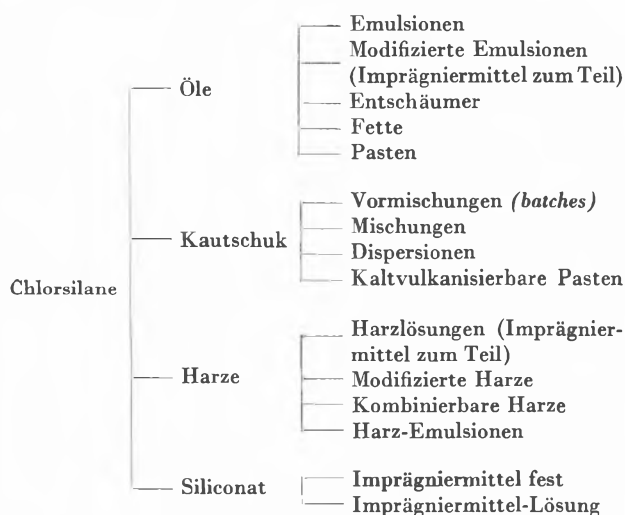 Emulsionen
Modifizierte Emulsionen
(Imprägniermittel zum Teil)
Öle
Entschäumer
Fette
Pasten
Vormischungen (batches)
Mischungen
Kautschuk
Dispersionen
Kaltvulkanisierbare Pasten
Chlorsilane
Harzlösungen (Imprägnier-
mittel zum Teil)
Harze
Modifizierte Harze
Kombinierbare Harze
Harz-Emulsionen
Siliconat
Imprägniermittel fest
Imprägniermittel-Lösung